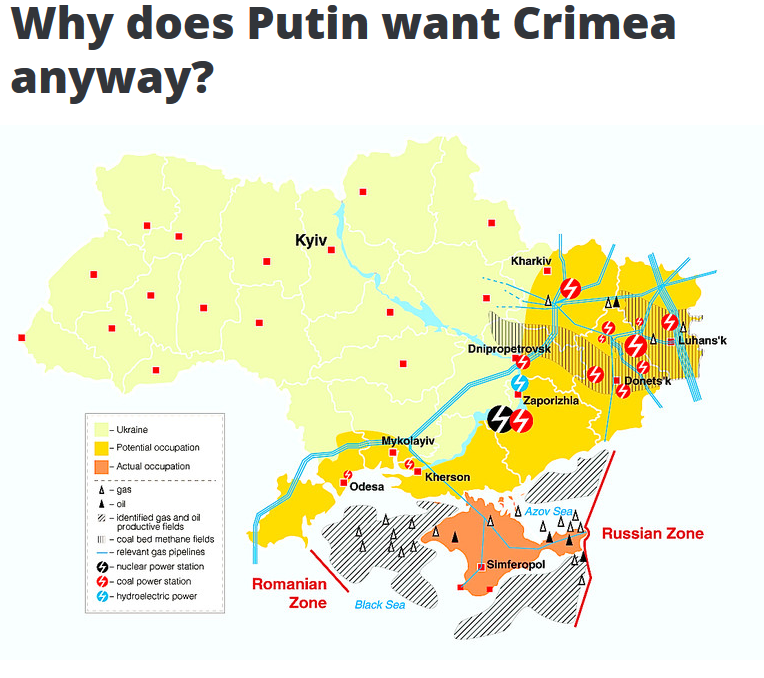 Why does Putin want Crimea
anyway?
Kyiv
Kharkiv
Dnipropetrovsk
Luhans'k
Donets'k
Zaporizhia
Mykolayiv
Kherson
Odesa
– Ukraine
– Potential occupation
– Actual occupation
– gas
– oil
– identified gas and oil
productive fields
– coal bed methane fields
– relevant gas pipelines
– nuclear power station
– coal power station
– hydroelectric power
Azov Sea
Russian Zone
Simferopol
Romanian
Zone
Black Sea